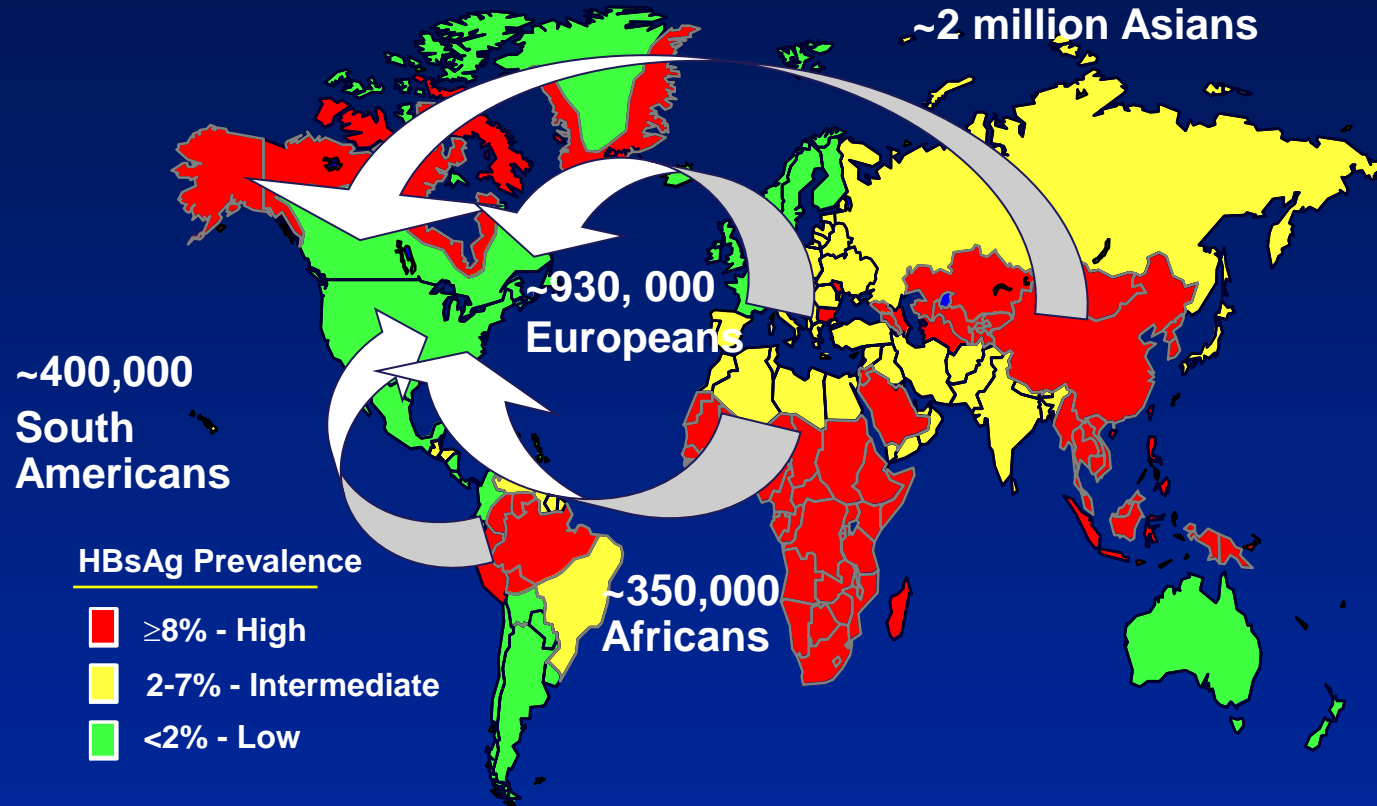 ~2 million Asians
~930, 000
Europeans
~400,000
South
Americans
~350,000
Africans
HBsAg Prevalence
≥8% - High
2-7% - Intermediate
<2% - Low